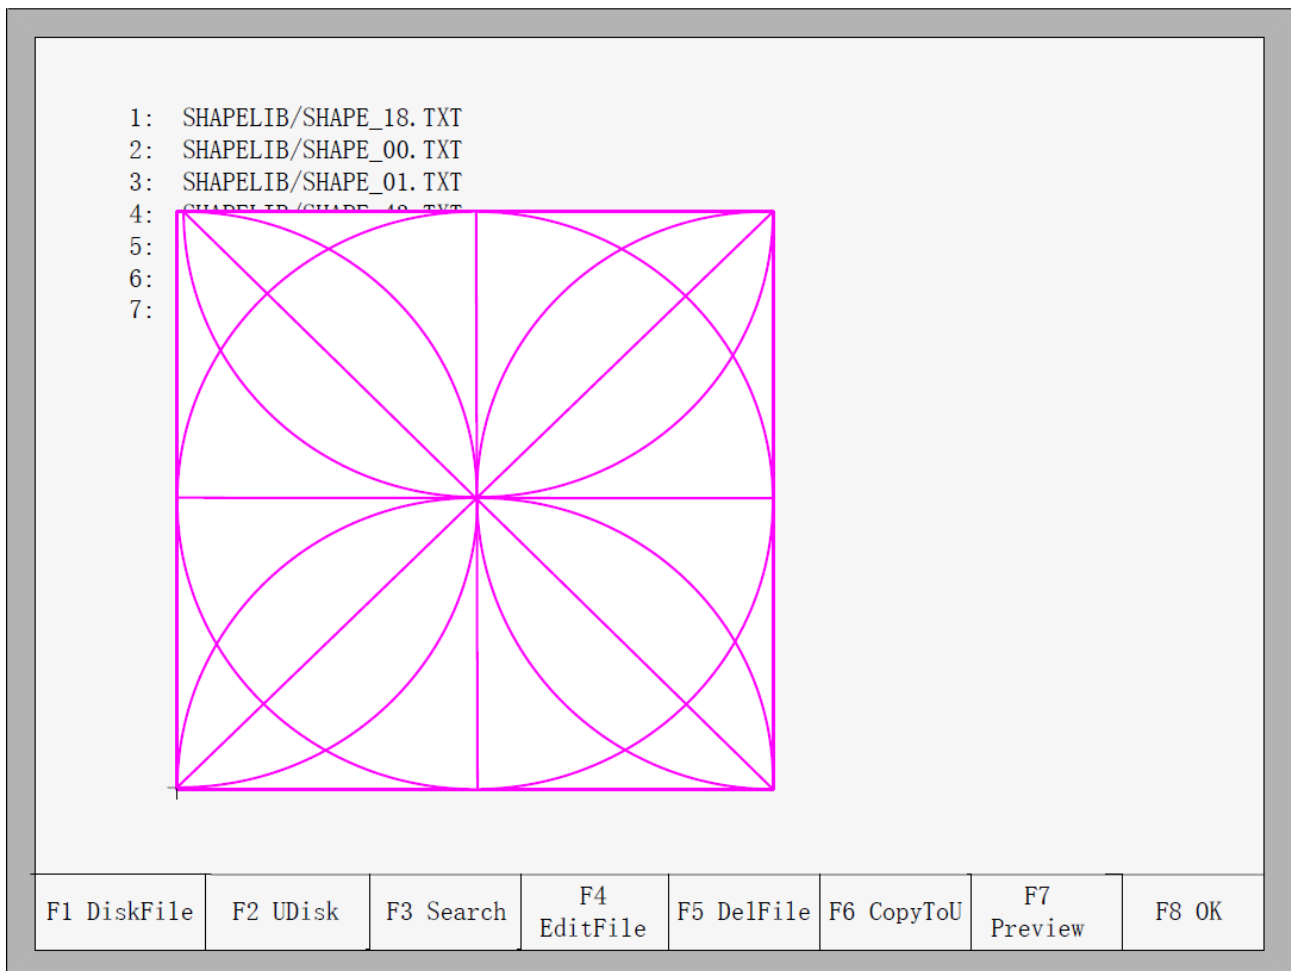 1: SHAPELIB/SHAPE_18.TXT
2: SHAPELIB/SHAPE_00.TXT
3: SHAPELIB/SHAPE_01.TXT
4:
5:
6:
7:
F1 DiskFile
F2 UDisk
F3 Search
F4
EditFile
F5 DelFile
F6 CopyToU
F7
Preview
F8 OK